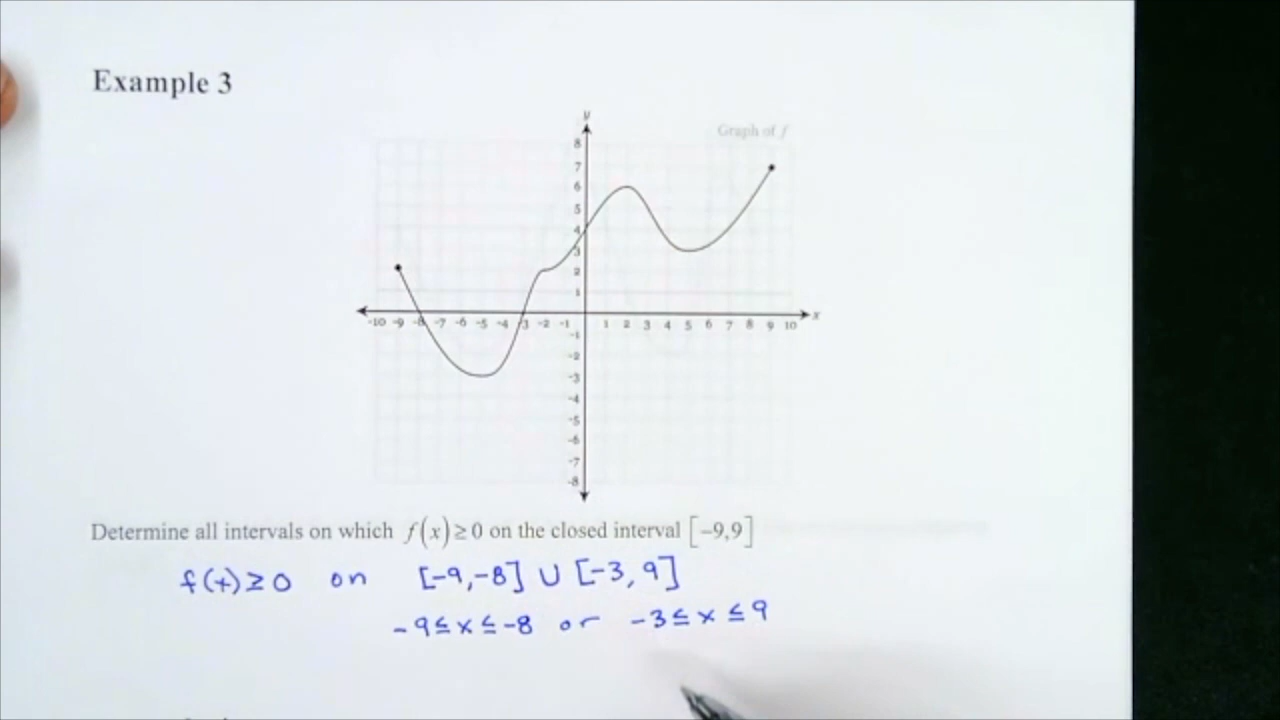 Example 3
y
Graph of f
8
7
6
5
4
3
2
1
-10 -9 -8 -7 -6 -5 -4 -3 -2 -1 1 2 3 4 5 6 7 8 9 10 x
-1
-2
-3
-4
-5
-6
-7
-8
Determine all intervals on which f(x)≥0 on the closed interval [-9,9]
f(x)≥0 on [-9,-8] ∪ [-3,9]
-9≤x≤-8 or -3≤x≤9